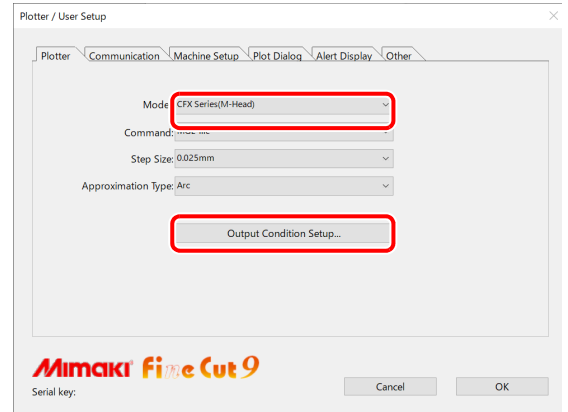 Plotter / User Setup
Plotter Communication Machine Setup Plot Dialog Alert Display Other
Mode CFX Series(M-Head)
Command:
Step Size: 0.025mm
Approximation Type: Arc
Output Condition Setup...
Mimaki Fine Cut 9
Serial key:
Cancel OK